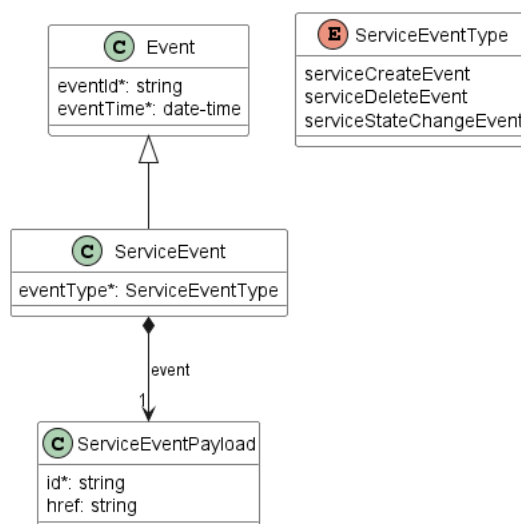 C Event
eventId*: string
eventTime*: date-time
E ServiceEventType
serviceCreateEvent
serviceDeleteEvent
serviceStateChangeEvent
C ServiceEvent
eventType*: ServiceEventType
event
1
C ServiceEventPayload
id*: string
href: string